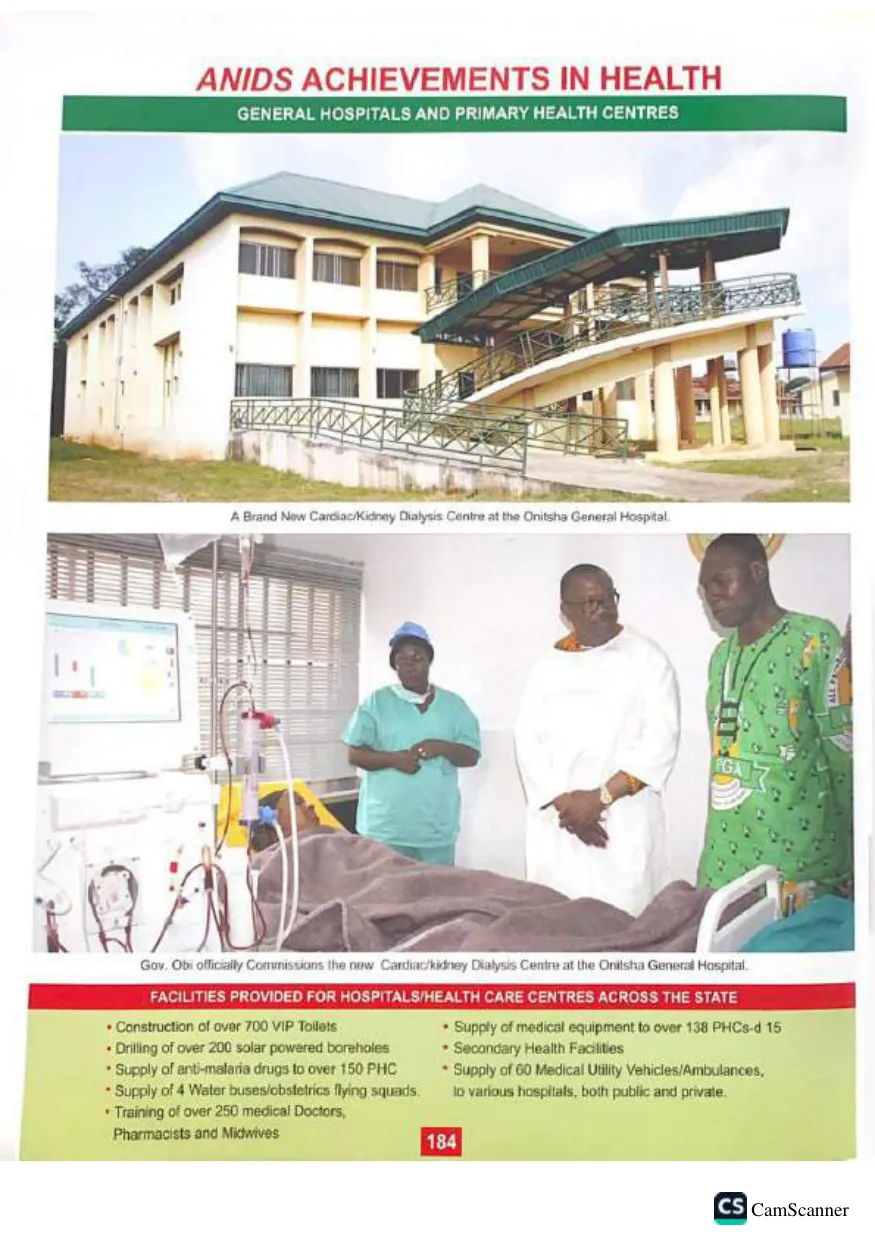 ANIDS ACHIEVEMENTS IN HEALTH
GENERAL HOSPITALS AND PRIMARY HEALTH CENTRES
A Brand New Cardiac/Kidney Dialysis Centre at the Onitsha General Hospital.
PGA
Gov. Obi officially Commissions the new Cardiac/kidney Dialysis Centre at the Onitsha General Hospital.
FACILITIES PROVIDED FOR HOSPITALS/HEALTH CARE CENTRES ACROSS THE STATE
• Construction of over 700 VIP Toilets
• Drilling of over 200 solar powered boreholes
• Supply of anti-malaria drugs to over 150 PHC
• Supply of 4 Water buses/obstetrics flying squads.
• Training of over 250 medical Doctors,
Pharmacists and Midwives
• Supply of medical equipment to over 138 PHCs-d 15
• Secondary Health Facilities
• Supply of 60 Medical Utility Vehicles/Ambulances,
to various hospitals, both public and private.
184
CS CamScanner